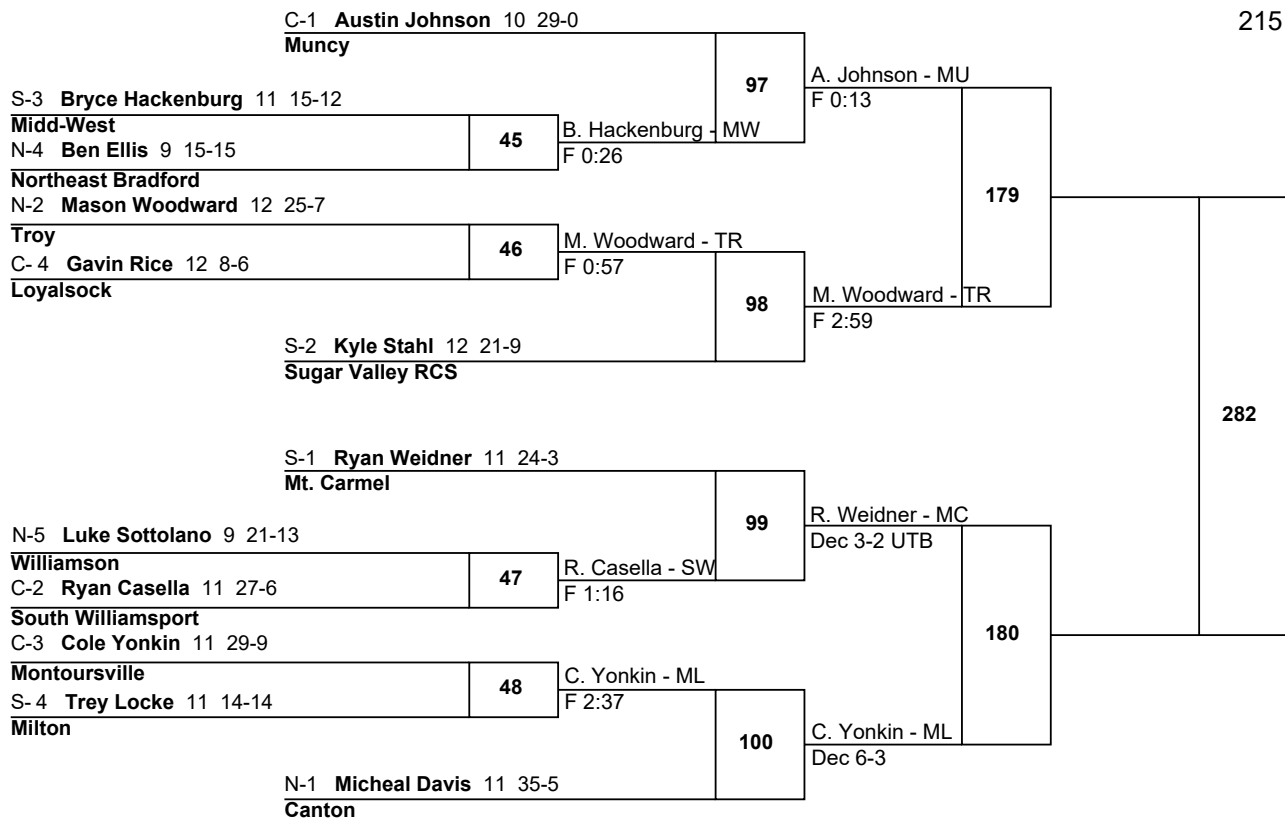 215
C-1 Austin Johnson 10 29-0
Muncy
97
A. Johnson - MU
F 0:13
S-3 Bryce Hackenburg 11 15-12
Midd-West
45
B. Hackenburg - MW
F 0:26
N-4 Ben Ellis 9 15-15
Northeast Bradford
179
N-2 Mason Woodward 12 25-7
Troy
46
M. Woodward - TR
F 0:57
C- 4 Gavin Rice 12 8-6
Loyalsock
98
M. Woodward - TR
F 2:59
S-2 Kyle Stahl 12 21-9
Sugar Valley RCS
282
S-1 Ryan Weidner 11 24-3
Mt. Carmel
99
R. Weidner - MC
Dec 3-2 UTB
N-5 Luke Sottolano 9 21-13
Williamson
47
R. Casella - SW
F 1:16
C-2 Ryan Casella 11 27-6
South Williamsport
180
C-3 Cole Yonkin 11 29-9
Montoursville
48
C. Yonkin - ML
F 2:37
S- 4 Trey Locke 11 14-14
Milton
100
C. Yonkin - ML
Dec 6-3
N-1 Micheal Davis 11 35-5
Canton